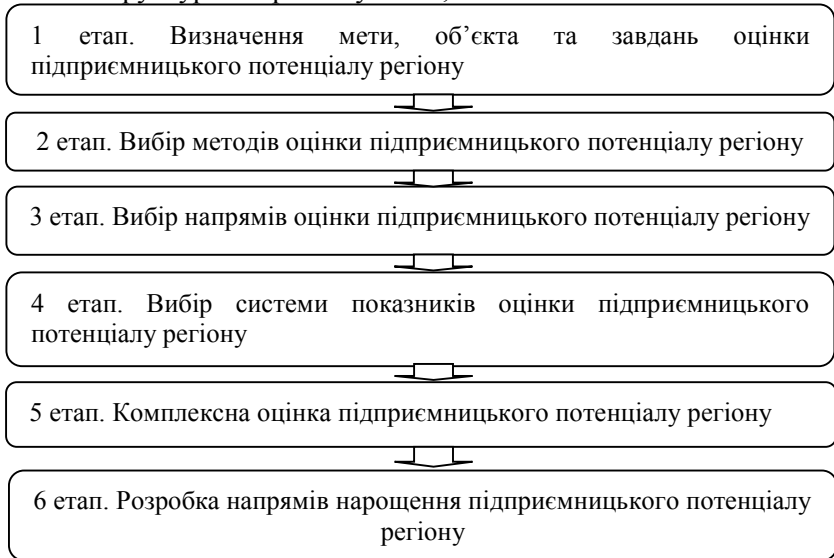 1 етап. Визначення мети, об’єкта та завдань оцінки
підприємницького потенціалу регіону
2 етап. Вибір методів оцінки підприємницького потенціалу регіону
3 етап. Вибір напрямів оцінки підприємницького потенціалу регіону
4 етап. Вибір системи показників оцінки підприємницького
потенціалу регіону
5 етап. Комплексна оцінка підприємницького потенціалу регіону
6 етап. Розробка напрямів нарощення підприємницького потенціалу
регіону